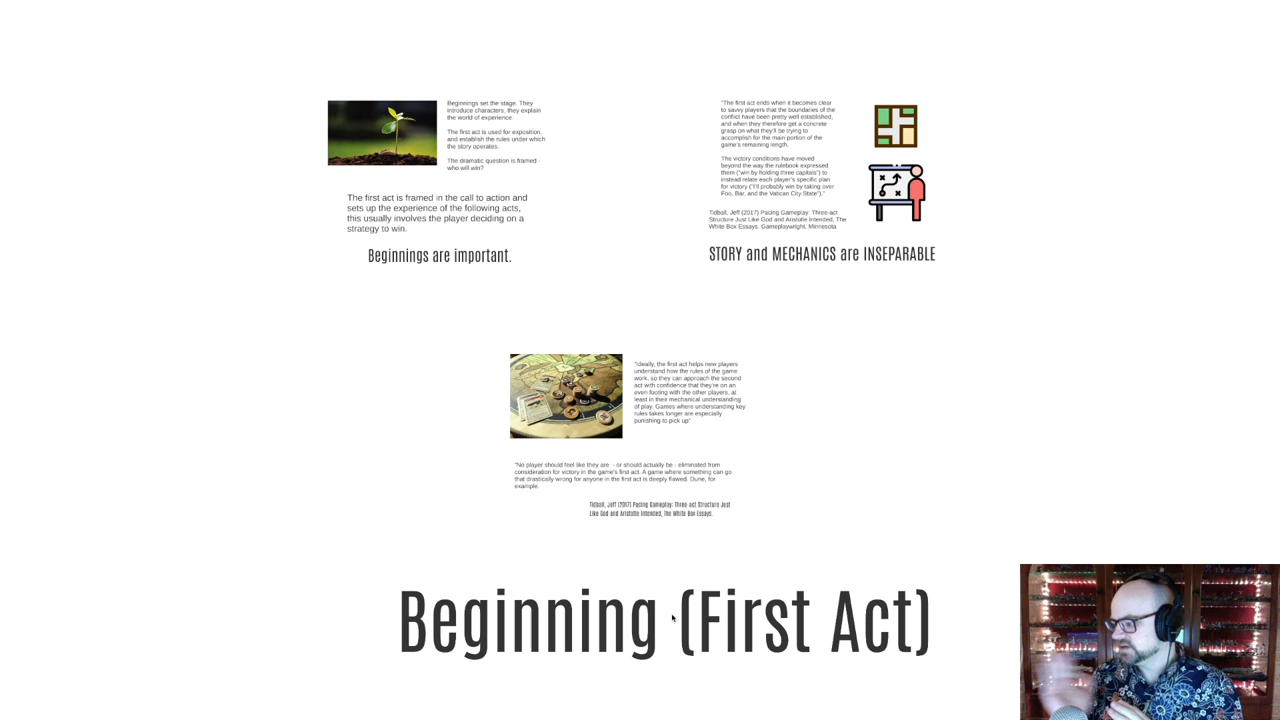 Beginnings set the stage. They
introduce characters, they explain
the world of experience.
The first act is used for exposition,
and establish the rules under which
the story operates.
The dramatic question is framed -
who will win?
The first act is framed in the call to action and
sets up the experience of the following acts,
this usually involves the player deciding on a
strategy to win.
Beginnings are important.
"The first act ends when it becomes clear
to savvy players that the boundaries of the
conflict have been pretty well established,
and when they therefore get a concrete
grasp on what they'll be trying to
accomplish for the main portion of the
game's remaining length.
The victory conditions have moved
beyond the way the rulebook expressed
them ("win by holding three capitals") to
instead relate each player's specific plan
for victory ("I'll probably win by taking over
Foo, Bar, and the Vatican City State")."
Tidball, Jeff (2017) Pacing Gameplay: Three-act
Structure Just Like God and Aristotle Intended, The
White Box Essays. Gameplaywright, Minnesota
STORY and MECHANICS are INSEPARABLE
"Ideally, the first act helps new players
understand how the rules of the game
work, so they can approach the second
act with confidence that they're on an
even footing with the other players, at
least in their mechanical understanding
of play. Games where understanding key
rules takes longer are especially
punishing to pick up"
"No player should feel like they are - or should actually be - eliminated from
consideration for victory in the game's first act. A game where something can go
that drastically wrong for anyone in the first act is deeply flawed. Dune, for
example.
Tidball, Jeff (2017) Pacing Gameplay: Three act Structure Just
Like God and Aristotle Intended, The White Box Essays.
Beginning (First Act)